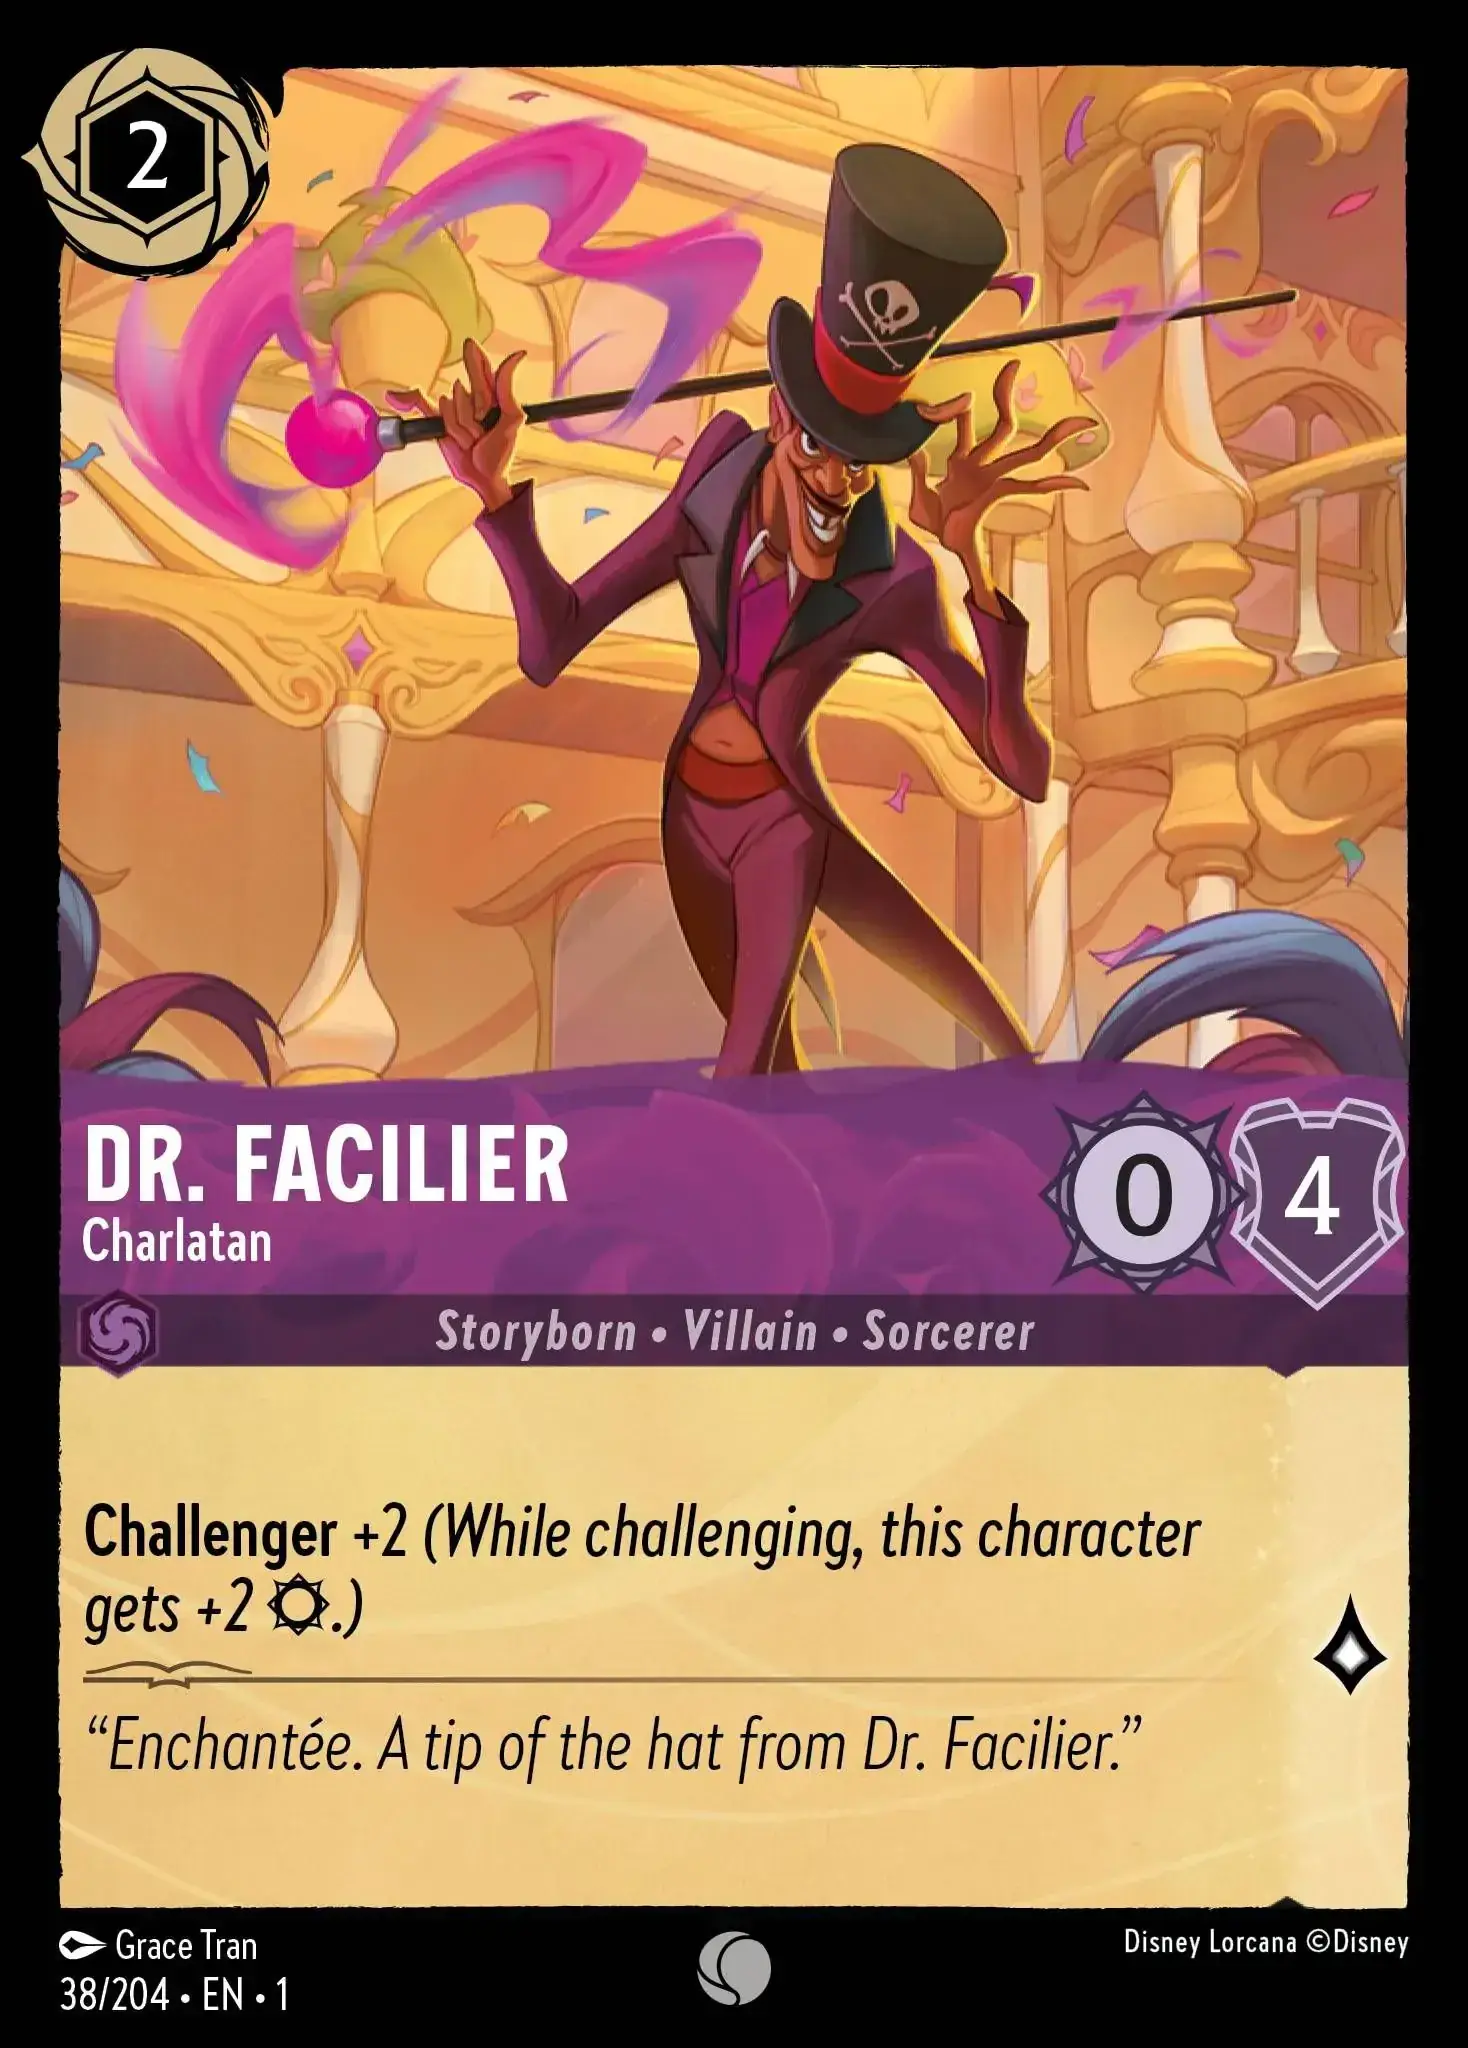 2
DR. FACILIER
Charlatan
0
4
Storyborn • Villain • Sorcerer
Challenger +2 (While challenging, this character
gets +2 .)
“Enchantée. A tip of the hat from Dr. Facilier.”
Grace Tran
38/204 • EN • 1
Disney Lorcana ©Disney